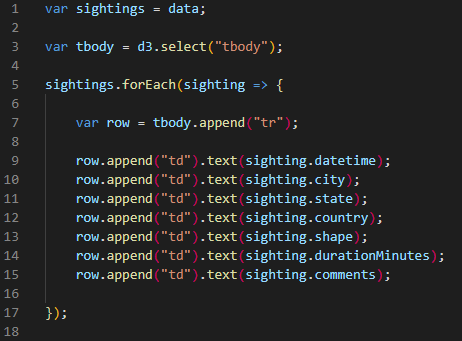 1 var sightings = data;
2
3 var tbody = d3.select("tbody");
4
5 sightings.forEach(sighting => {
6
7     var row = tbody.append("tr");
8
9     row.append("td").text(sighting.datetime);
10     row.append("td").text(sighting.city);
11     row.append("td").text(sighting.state);
12     row.append("td").text(sighting.country);
13     row.append("td").text(sighting.shape);
14     row.append("td").text(sighting.durationMinutes);
15     row.append("td").text(sighting.comments);
16
17 });
18